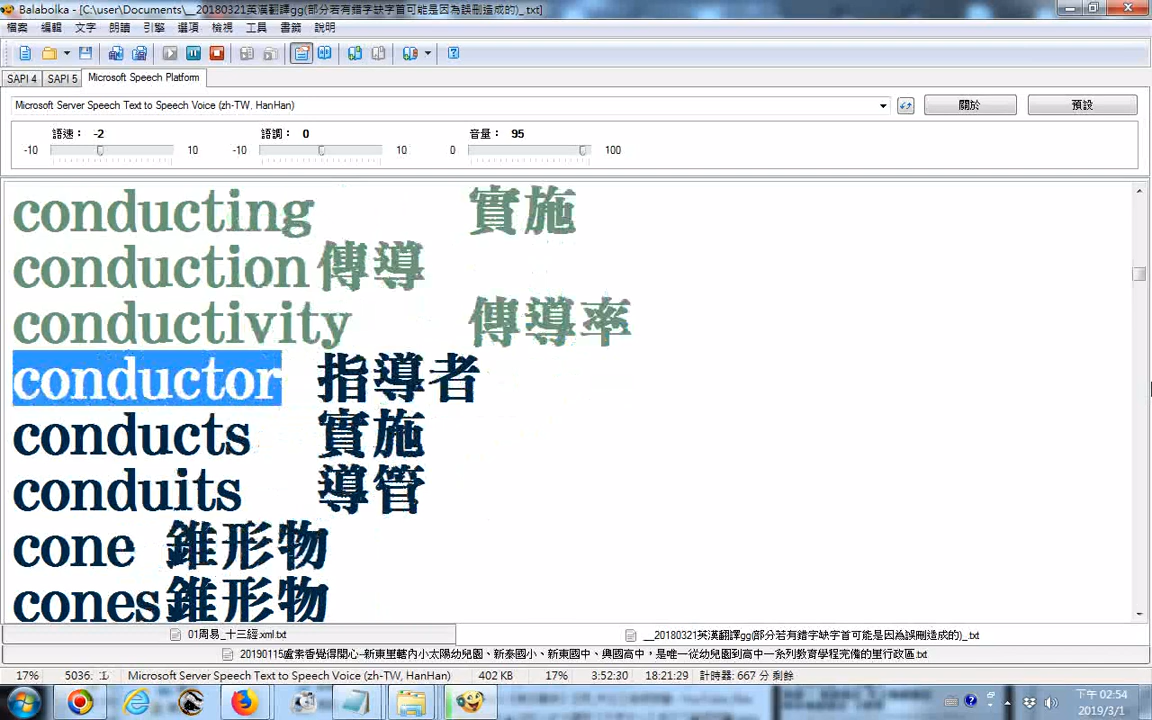 Balabolka - [C:\user\Documents\__20180321英漢翻譯gg(部分若有錯字缺字首可能是因為誤刪造成的)_.txt]
檔案 編輯 文字 朗讀 引擎 選項 檢視 工具 書籤 說明
SAPI 4 SAPI 5 Microsoft Speech Platform
Microsoft Server Speech Text to Speech Voice (zh-TW, HanHan) 關於 預設
語速： -2 語調： 0 音量： 95
-10 10 -10 10 0 100
conducting 實施
conduction 傳導
conductivity 傳導率
conductor 指導者
conducts 實施
conduits 導管
cone 錐形物
cones 錐形物
01周易_十三經.xml.txt __20180321英漢翻譯gg(部分若有錯字缺字首可能是因為誤刪造成的)_.txt
20190115盧素香覺得開心-新東里轄內小太陽幼兒園、新泰國小、新東國中、興國高中，是唯一從幼兒園到高中一系列教育學程完備的里行政區.txt
17% Microsoft Server Speech Text to Speech Voice (zh-TW, HanHan) 402 KB 17% 3:52:30 18:21:29 計時器: 667 分 剩餘
下午 02:54
2019/3/1